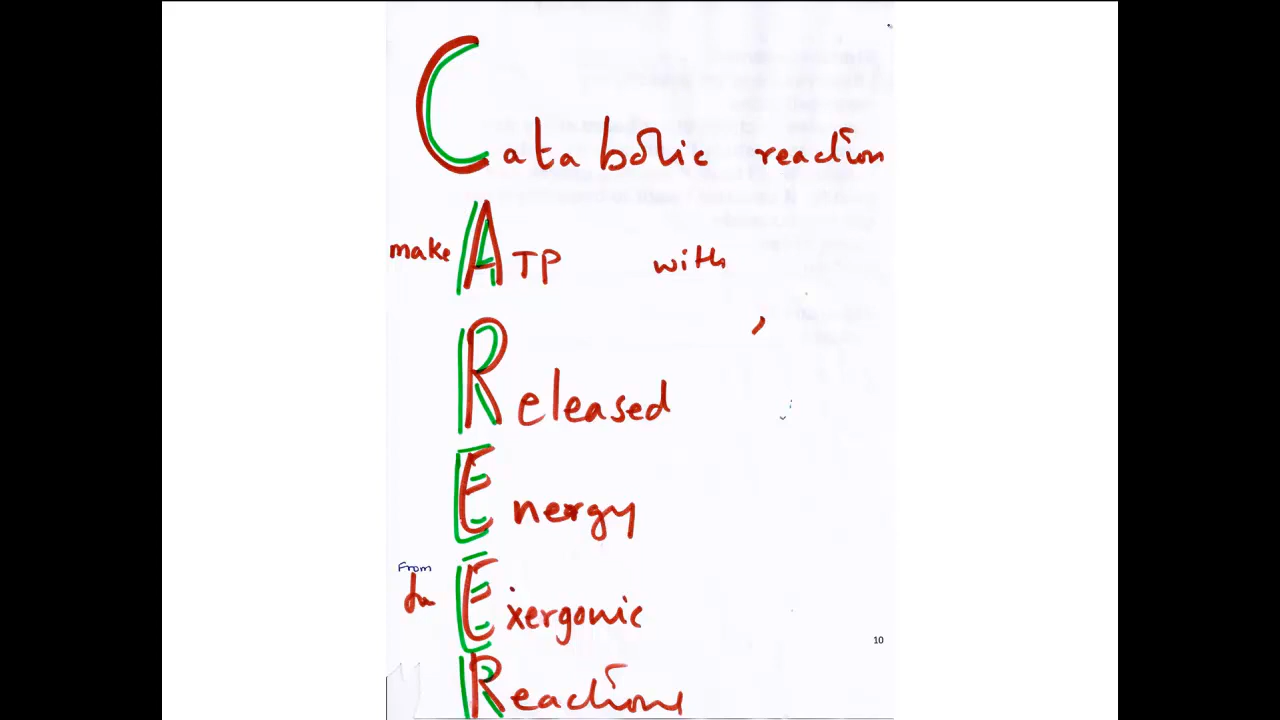 Catabolic reaction
make ATP with
Released
Energy
From
Exergonic
10
Reactions